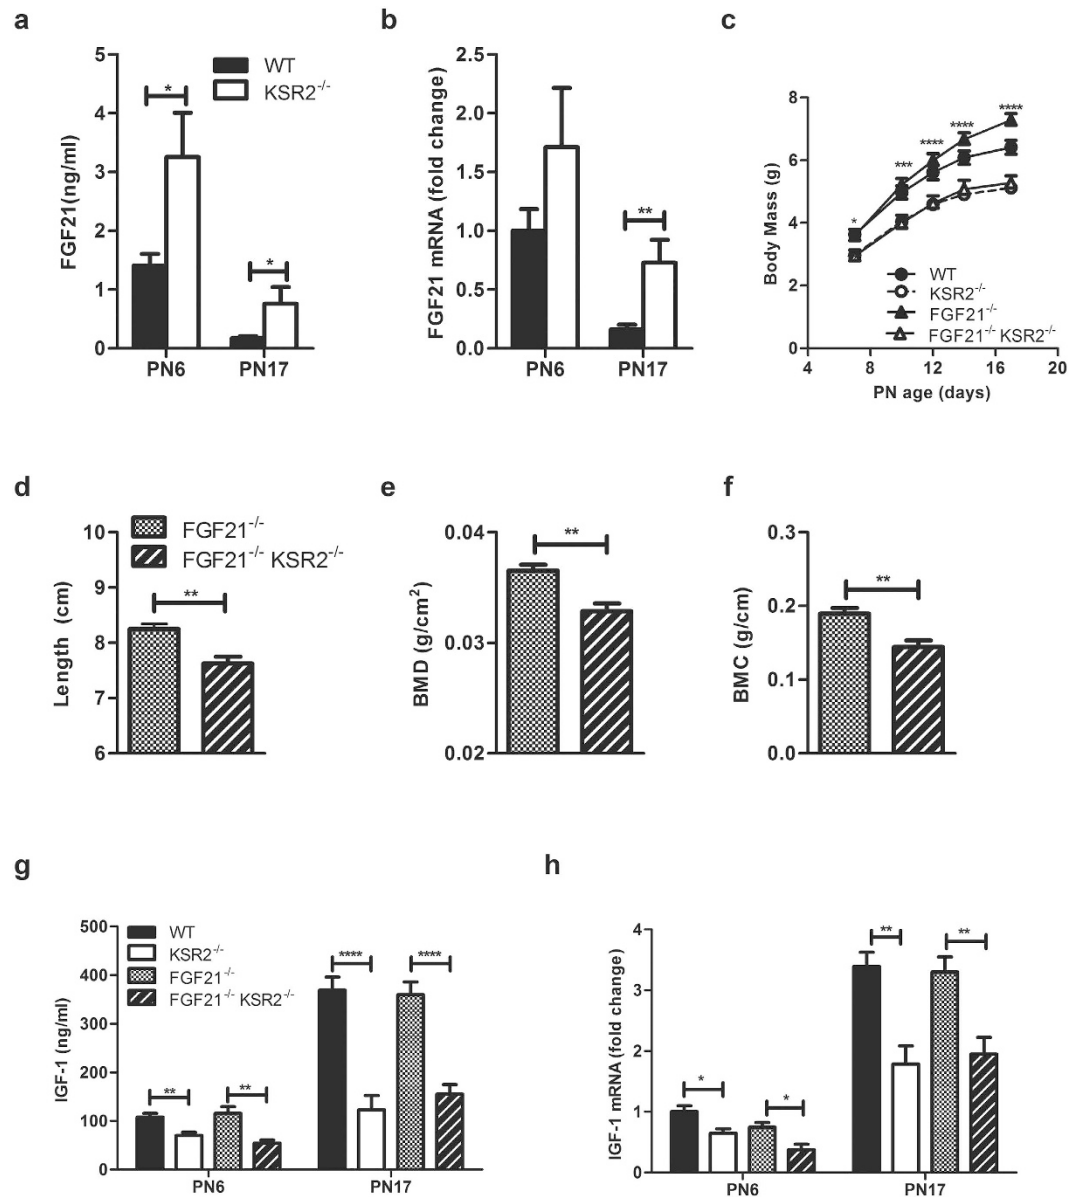 a
5
4
3
2
1
0
FGF21(ng/ml)
WT
KSR2-/-
*
*
PN6
PN17
b
2.5
2.0
1.5
1.0
0.5
0.0
FGF21 mRNA (fold change)
**
PN6
PN17
c
8
6
4
2
0
Body Mass (g)
*
***
****
****
****
WT
KSR2-/-
FGF21-/-
FGF21-/- KSR2-/-
4
8
12
16
20
PN age (days)
d
10
9
8
7
6
Length (cm)
FGF21-/-
FGF21-/- KSR2-/-
**
e
0.04
0.03
0.02
BMD (g/cm2)
**
f
0.3
0.2
0.1
0.0
BMC (g/cm)
**
g
500
400
300
200
100
0
IGF-1 (ng/ml)
WT
KSR2-/-
FGF21-/-
FGF21-/- KSR2-/-
**
**
****
****
PN6
PN17
h
4
3
2
1
0
IGF-1 mRNA (fold change)
*
*
**
**
PN6
PN17